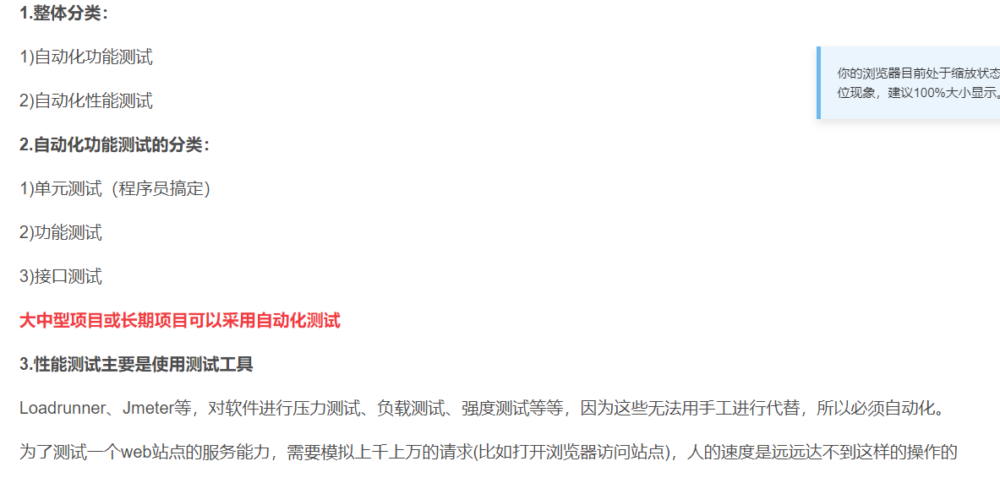 1.整体分类：
1)自动化功能测试
2)自动化性能测试
你的浏览器目前处于缩放状态
位现象，建议100%大小显示。
2.自动化功能测试的分类：
1)单元测试（程序员搞定）
2)功能测试
3)接口测试
大中型项目或长期项目可以采用自动化测试
3.性能测试主要是使用测试工具
Loadrunner、Jmeter等，对软件进行压力测试、负载测试、强度测试等等，因为这些无法用手工进行代替，所以必须自动化。
为了测试一个web站点的服务能力，需要模拟上千上万的请求(比如打开浏览器访问站点)，人的速度是远远达不到这样的操作的